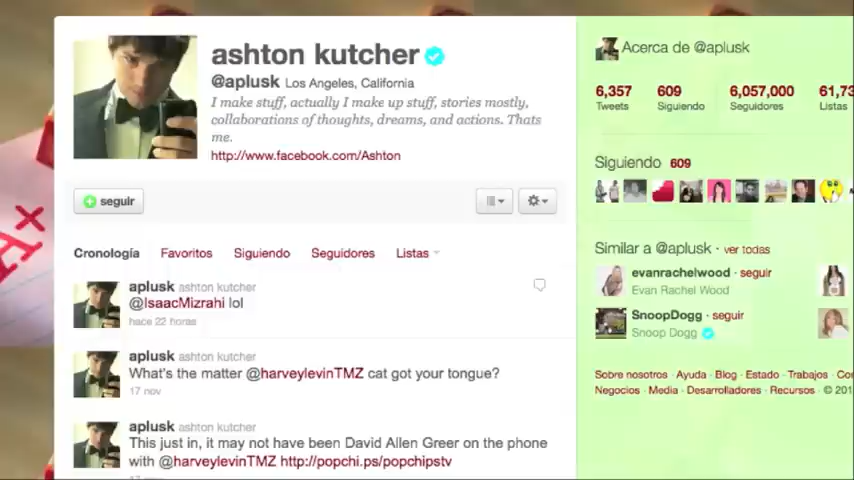 ashton kutcher
@aplusk Los Angeles, California
I make stuff, actually I make up stuff, stories mostly,
collaborations of thoughts, dreams, and actions. Thats
me.
http://www.facebook.com/Ashton
seguir
Cronología Favoritos Siguiendo Seguidores Listas
aplusk ashton kutcher
@IsaacMizrahi lol
hace 22 horas
aplusk ashton kutcher
What's the matter @harveylevinTMZ cat got your tongue?
17 nov
aplusk ashton kutcher
This just in, it may not have been David Allen Greer on the phone
with @harveylevinTMZ http://popchi.ps/popchipstv
Acerca de @aplusk
6,357 609 6,057,000 61,73
Tweets Siguiendo Seguidores Listas
Siguiendo 609
Similar a @aplusk · ver todas
evanrachelwood · seguir
Evan Rachel Wood
SnoopDogg · seguir
Snoop Dogg
Sobre nosotros · Ayuda · Blog · Estado · Trabajos · Co
Negocios · Media · Desarrolladores · Recursos · © 201